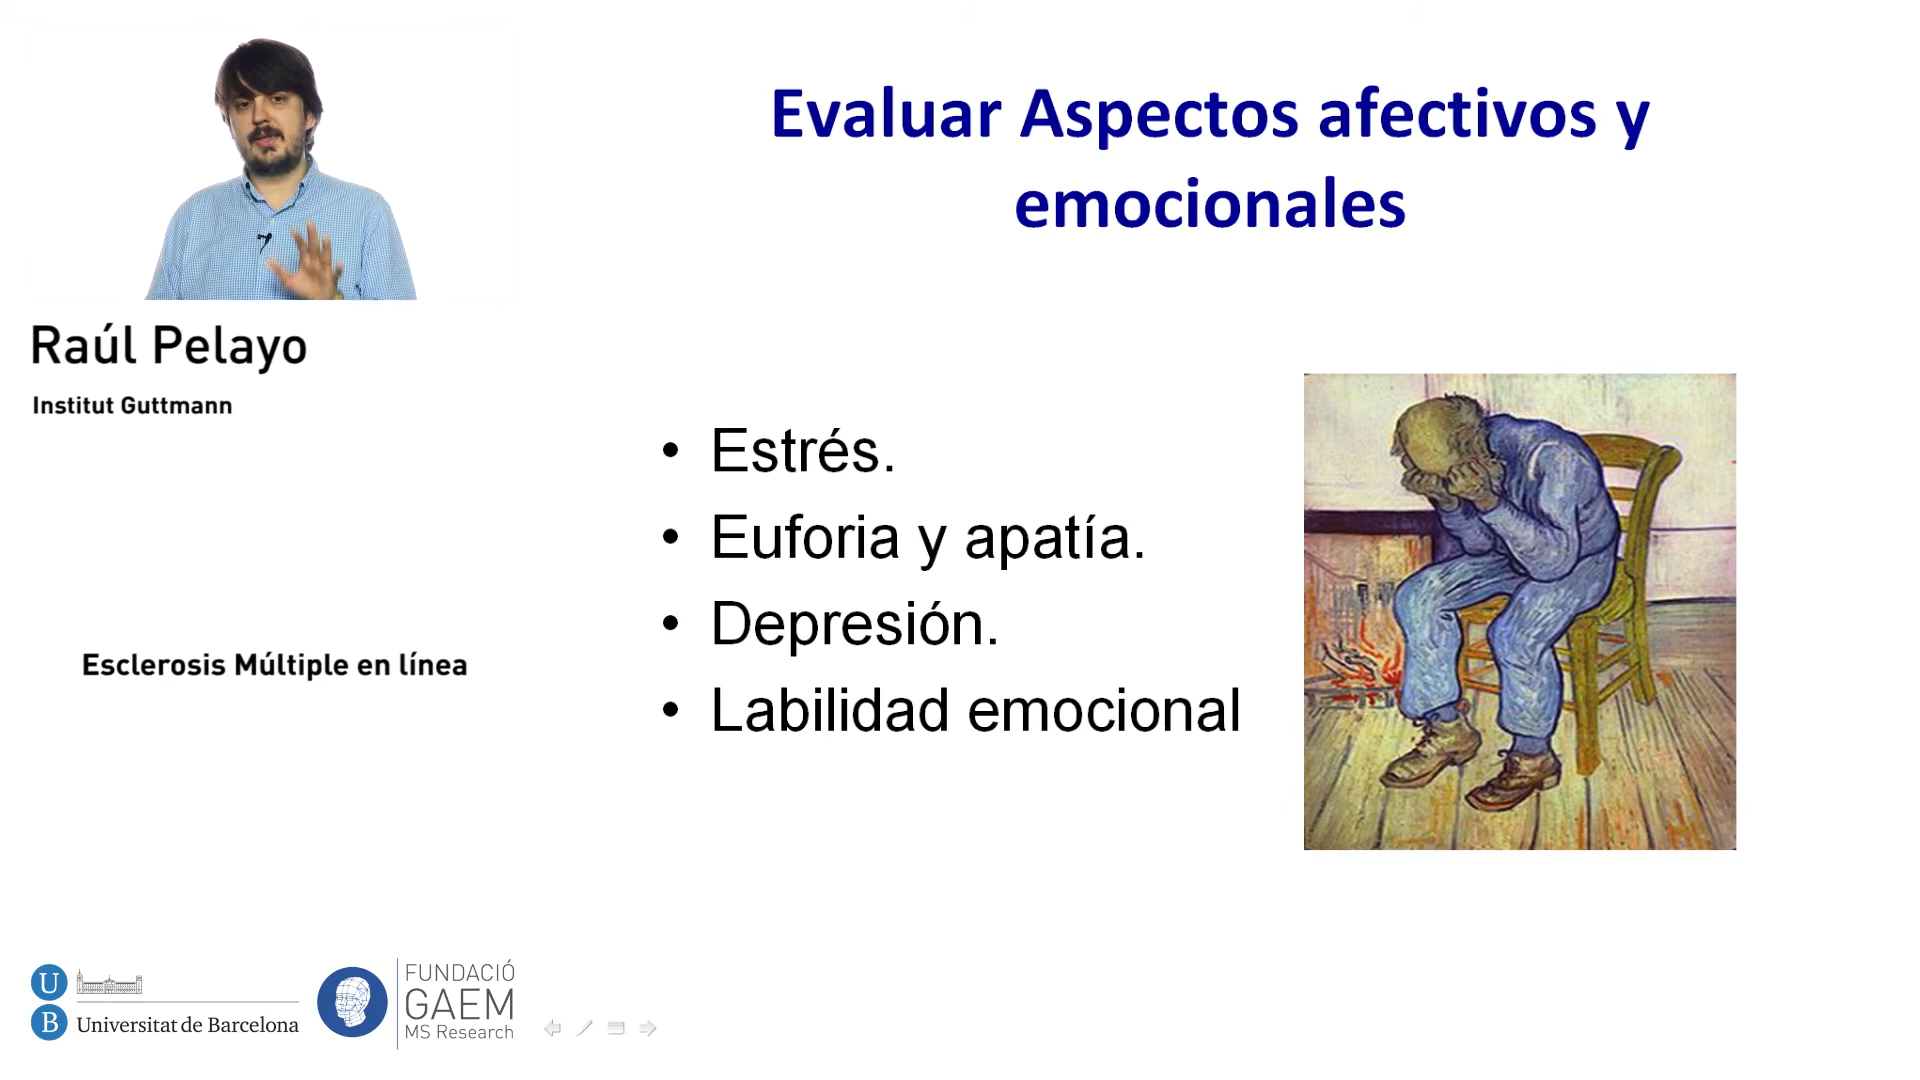 Evaluar Aspectos afectivos y
emocionales
Raúl Pelayo
Institut Guttmann
• Estrés.
• Euforia y apatía.
• Depresión.
• Labilidad emocional
Esclerosis Múltiple en línea
U
B
Universitat de Barcelona
FUNDACIÓ
GAEM
MS Research